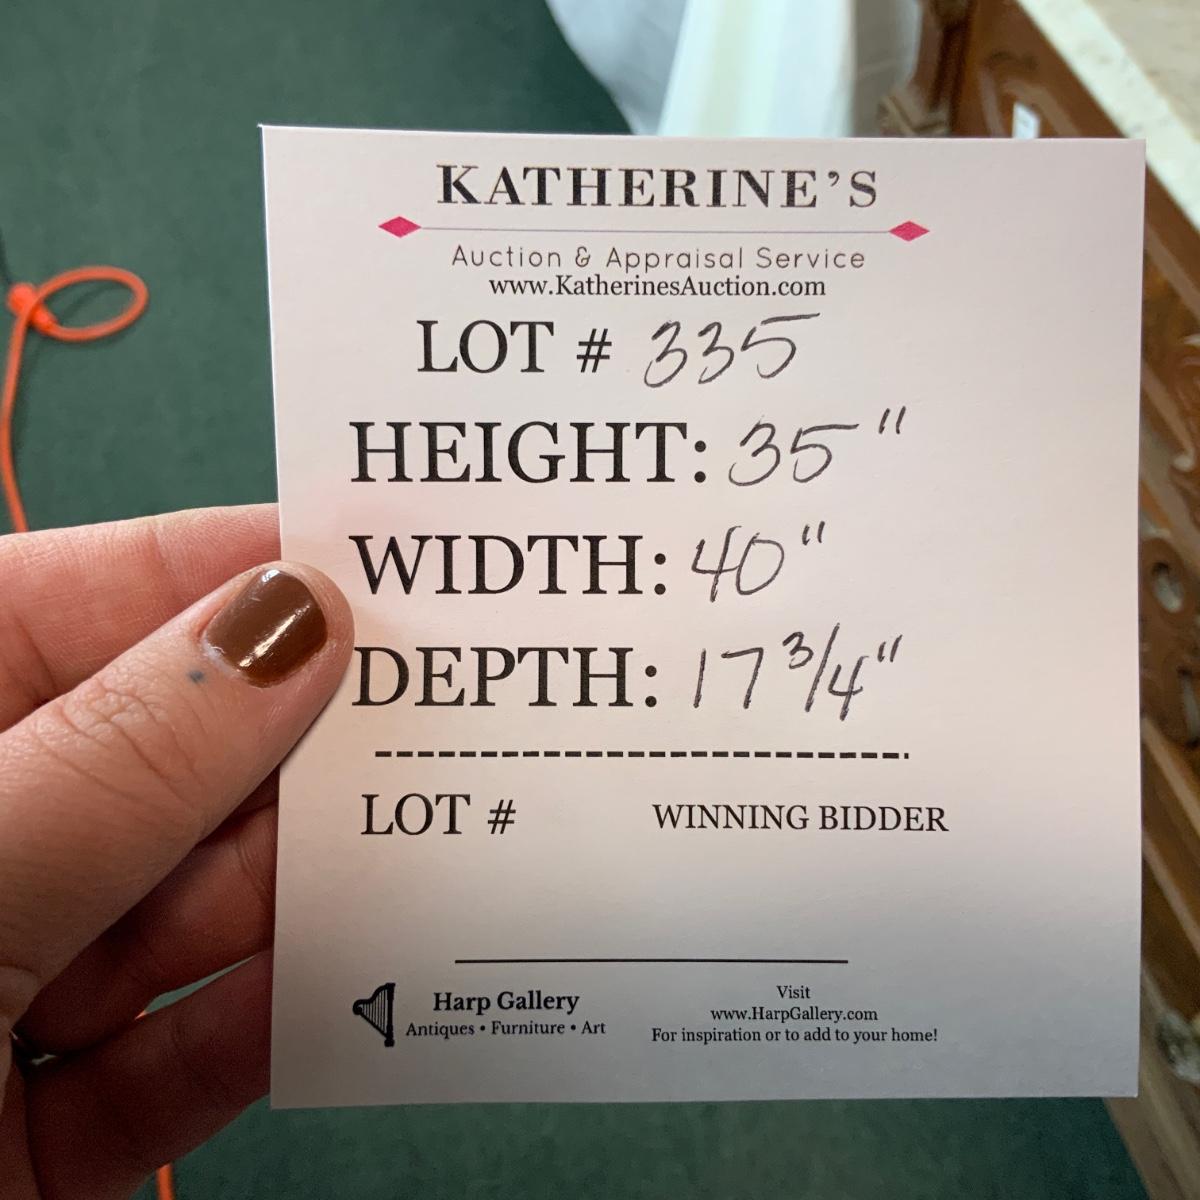 KATHERINE'S
Auction & Appraisal Service
www.KatherinesAuction.com
LOT # 335
HEIGHT: 35"
WIDTH: 40"
DEPTH: 17 3/4"
LOT # WINNING BIDDER
Harp Gallery
Antiques • Furniture • Art
Visit
www.HarpGallery.com
For inspiration or to add to your home!